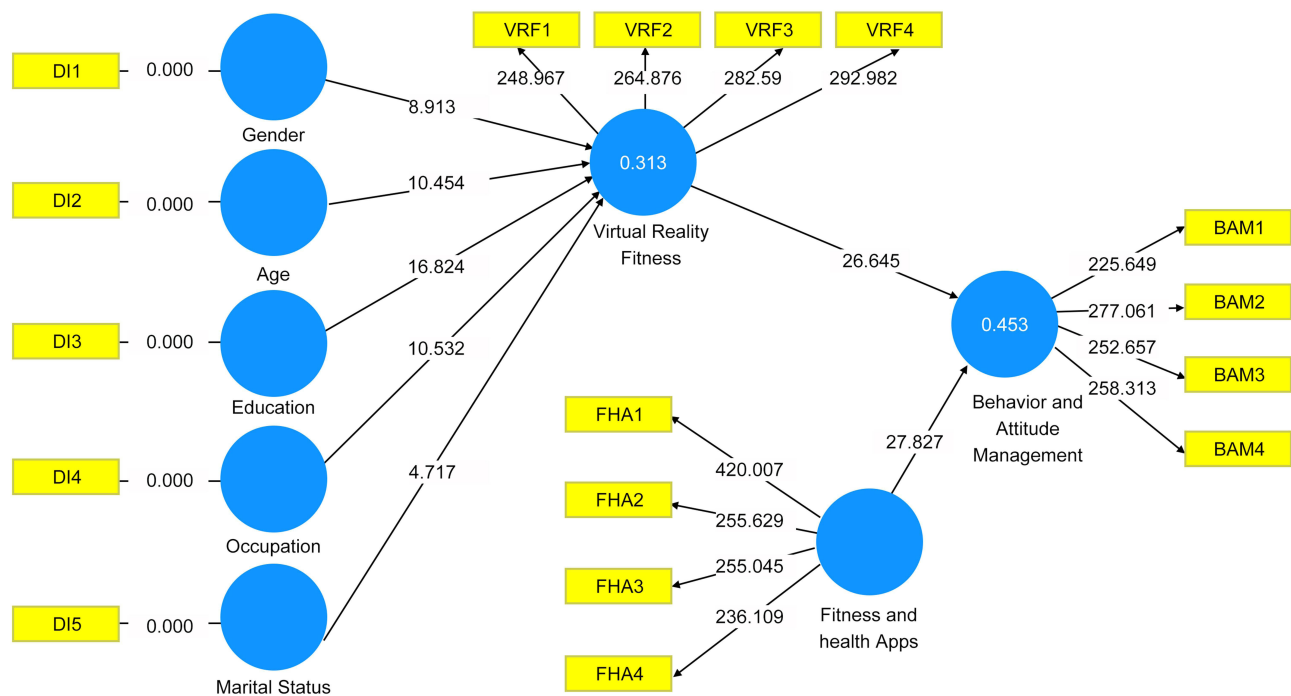 VRF1 VRF2 VRF3 VRF4
DI1 0.000
248.967 264.876 282.59 292.982
8.913
Gender
0.313
DI2 0.000
10.454
Virtual Reality
Fitness
BAM1
Age
16.824
26.645
225.649
BAM2
277.061
DI3 0.000
10.532
0.453
252.657
BAM3
258.313
Education
Behavior and
Attitude
Management
FHA1
27.827
BAM4
DI4 0.000
4.717
420.007
FHA2
255.629
Occupation
255.045
FHA3
DI5 0.000
236.109
Fitness and
health Apps
FHA4
Marital Status